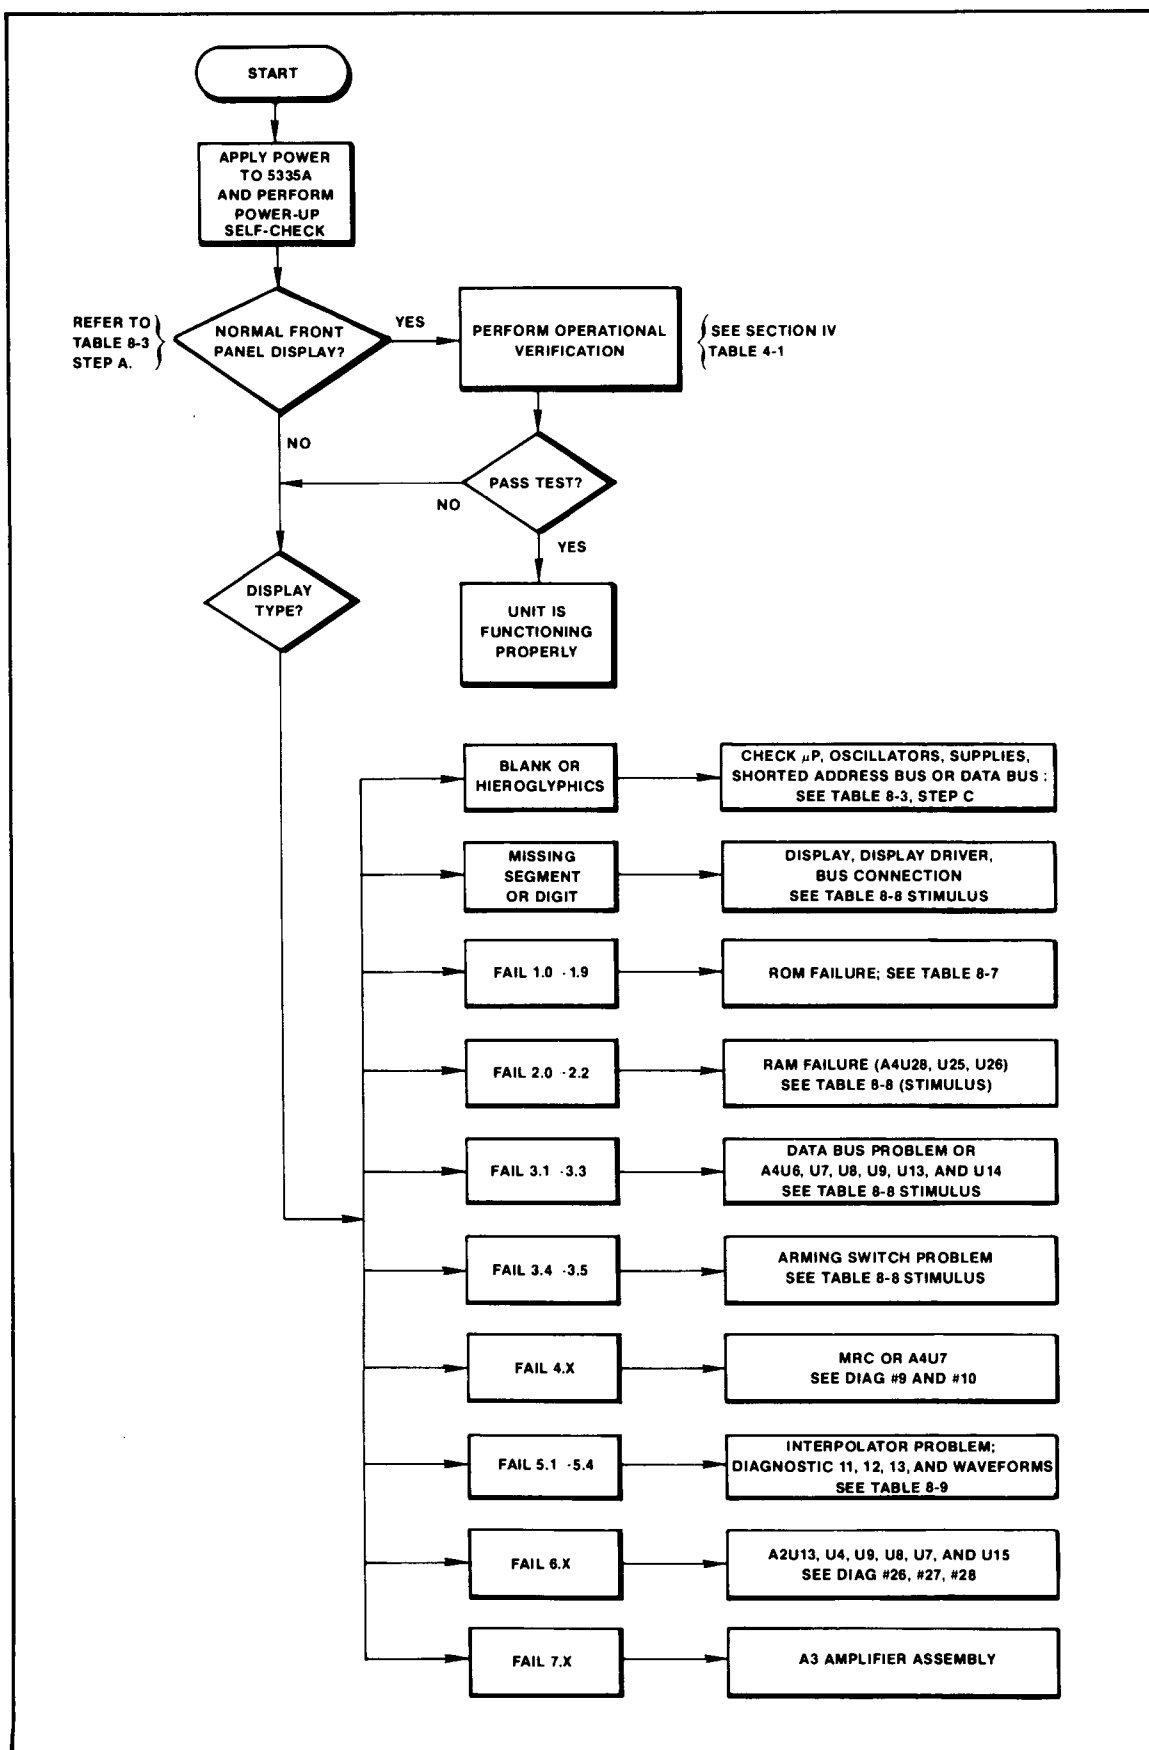 START
APPLY POWER
TO 5335A
AND PERFORM
POWER-UP
SELF-CHECK
REFER TO
TABLE 8-3
STEP A.
NORMAL FRONT
PANEL DISPLAY?
YES
PERFORM OPERATIONAL
VERIFICATION
SEE SECTION IV
TABLE 4-1
NO
PASS TEST?
NO
YES
DISPLAY
TYPE?
UNIT IS
FUNCTIONING
PROPERLY
BLANK OR
HIEROGLYPHICS
CHECK µP, OSCILLATORS, SUPPLIES,
SHORTED ADDRESS BUS OR DATA BUS :
SEE TABLE 8-3, STEP C
MISSING
SEGMENT
OR DIGIT
DISPLAY, DISPLAY DRIVER,
BUS CONNECTION
SEE TABLE 8-8 STIMULUS
FAIL 1.0 -1.9
ROM FAILURE; SEE TABLE 8-7
FAIL 2.0 -2.2
RAM FAILURE (A4U28, U25, U26)
SEE TABLE 8-8 (STIMULUS)
FAIL 3.1 -3.3
DATA BUS PROBLEM OR
A4U6, U7, U8, U9, U13, AND U14
SEE TABLE 8-8 STIMULUS
FAIL 3.4 -3.5
ARMING SWITCH PROBLEM
SEE TABLE 8-8 STIMULUS
FAIL 4.X
MRC OR A4U7
SEE DIAG #9 AND #10
FAIL 5.1 -5.4
INTERPOLATOR PROBLEM;
DIAGNOSTIC 11, 12, 13, AND WAVEFORMS
SEE TABLE 8-9
FAIL 6.X
A2U13, U4, U9, U8, U7, AND U15
SEE DIAG #26, #27, #28
FAIL 7.X
A3 AMPLIFIER ASSEMBLY